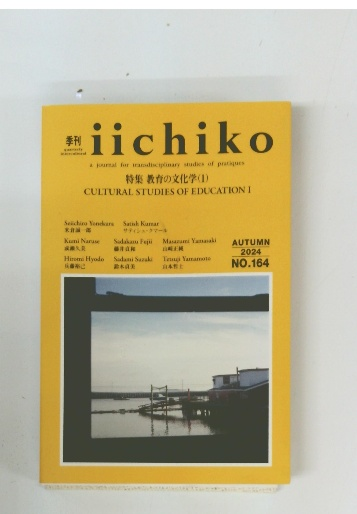 季刊
quarterly
intercultural
iichiko
a journal for transdisciplinary studies of pratiques
特集 教育の文化学(1)
CULTURAL STUDIES OF EDUCATION I
Seiichiro Yonekura Satish Kumar
米倉誠一郎 サティシュ・クマール
Kumi Naruse Sadakazu Fujii Masazumi Yamasaki
成瀬久美 藤井貞和 山﨑正純
Hiromi Hyodo Sadami Suzuki Tetsuji Yamamoto
兵藤裕己 鈴木貞美 山本哲士
AUTUMN
2024
NO.164